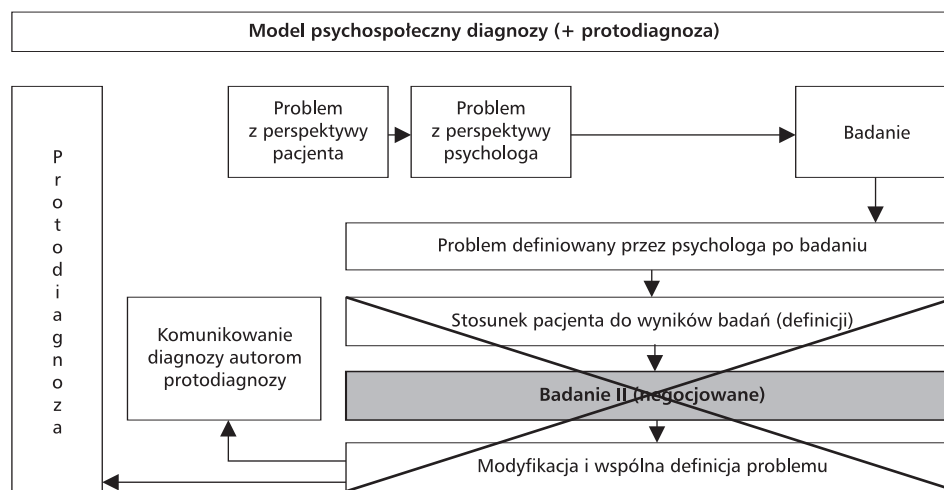 Model psychospołeczny diagnozy (+ protodiagnoza)
Protodiagnoza
Problem
z perspektywy
pacjenta
Problem
z perspektywy
psychologa
Badanie
Problem definiowany przez psychologa po badaniu
Stosunek pacjenta do wyników badań (definicji)
Komunikowanie
diagnozy autorom
protodiagnozy
Badanie II (negocjowane)
Modyfikacja i wspólna definicja problemu